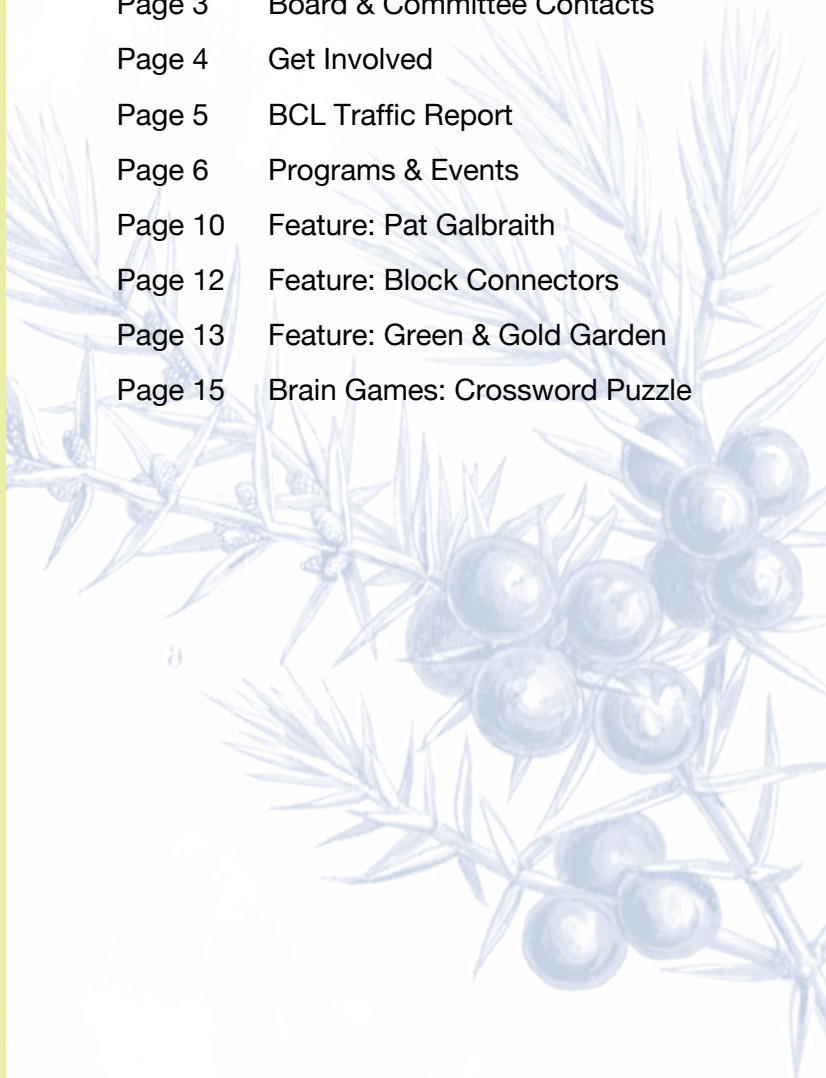 Page 3 Board & Committee Contacts
Page 4 Get Involved
Page 5 BCL Traffic Report
Page 6 Programs & Events
Page 10 Feature: Pat Galbraith
Page 12 Feature: Block Connectors
Page 13 Feature: Green & Gold Garden
Page 15 Brain Games: Crossword Puzzle